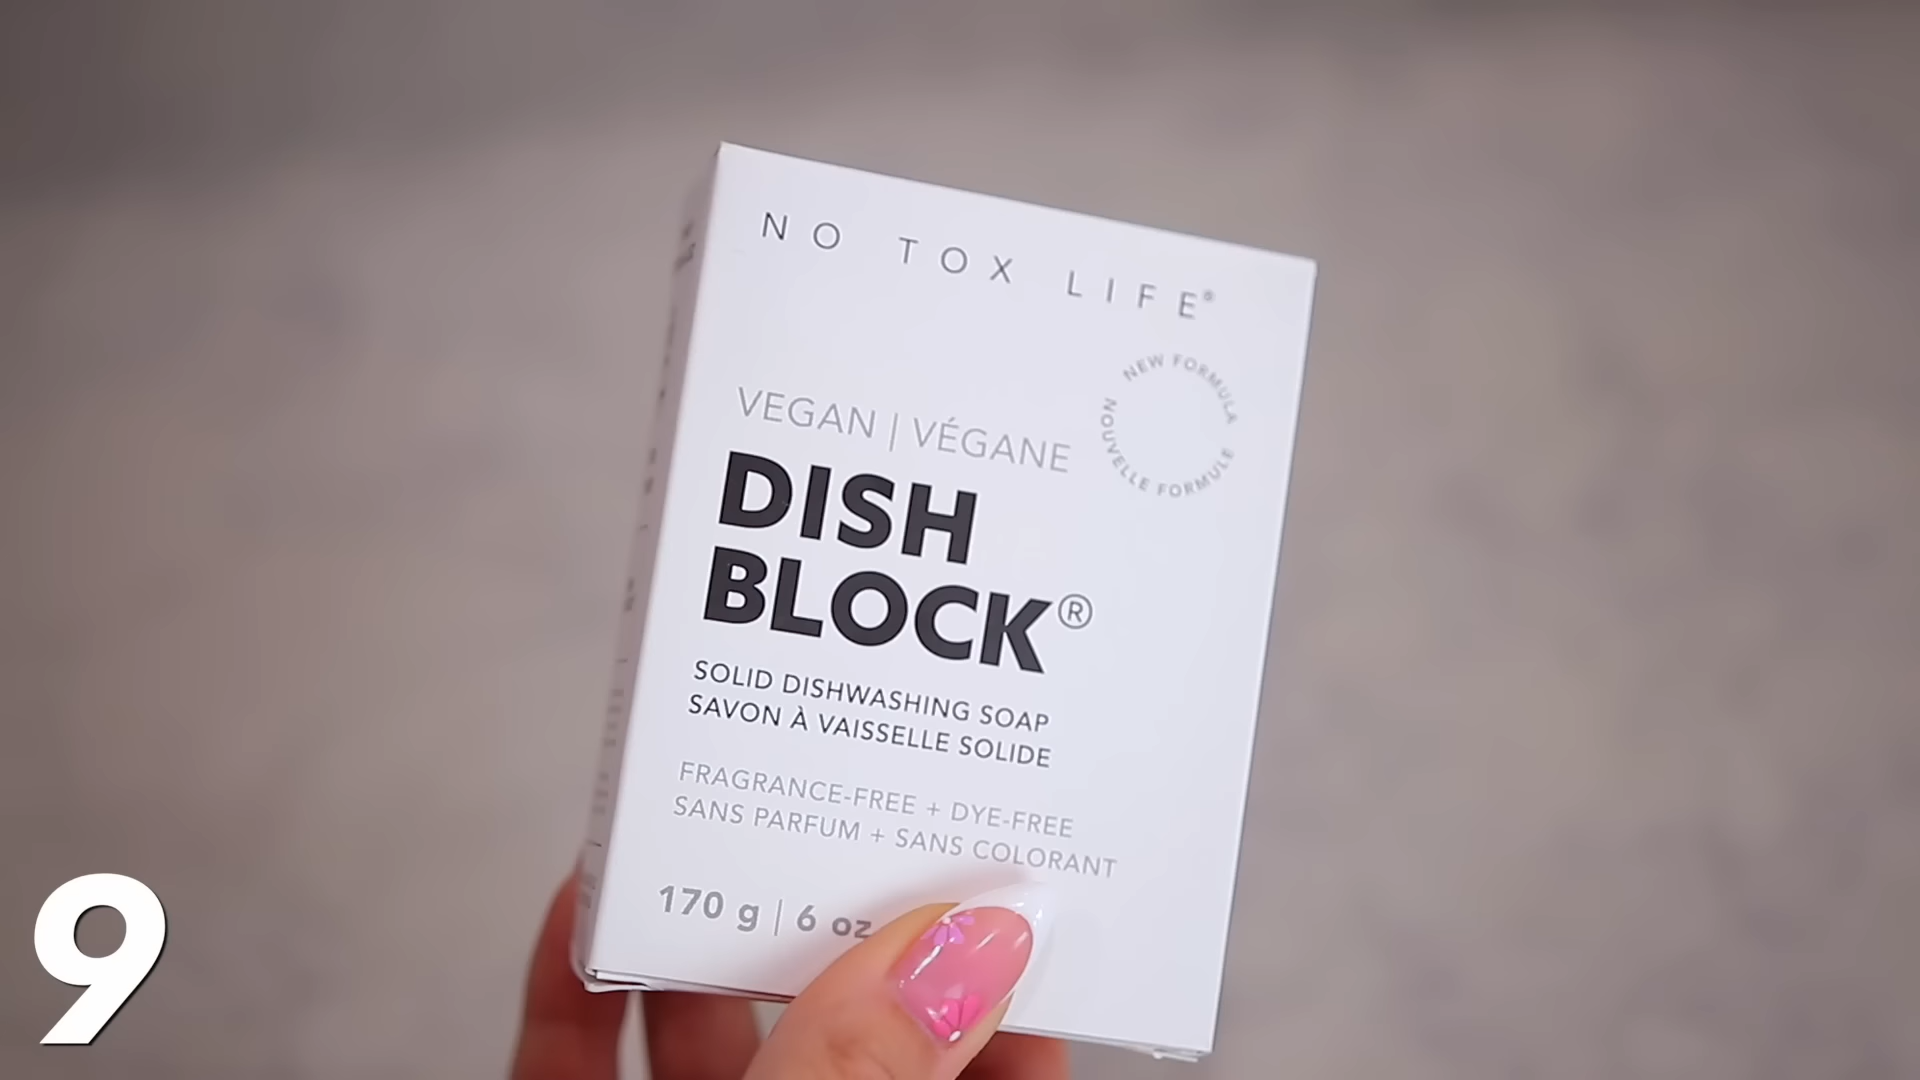 NO TOX LIFE®
NEW FORMULA
NOUVELLE FORMULE
VEGAN | VÉGANE
DISH
BLOCK®
SOLID DISHWASHING SOAP
SAVON À VAISSELLE SOLIDE
FRAGRANCE-FREE + DYE-FREE
SANS PARFUM + SANS COLORANT
170 g | 6 oz
9